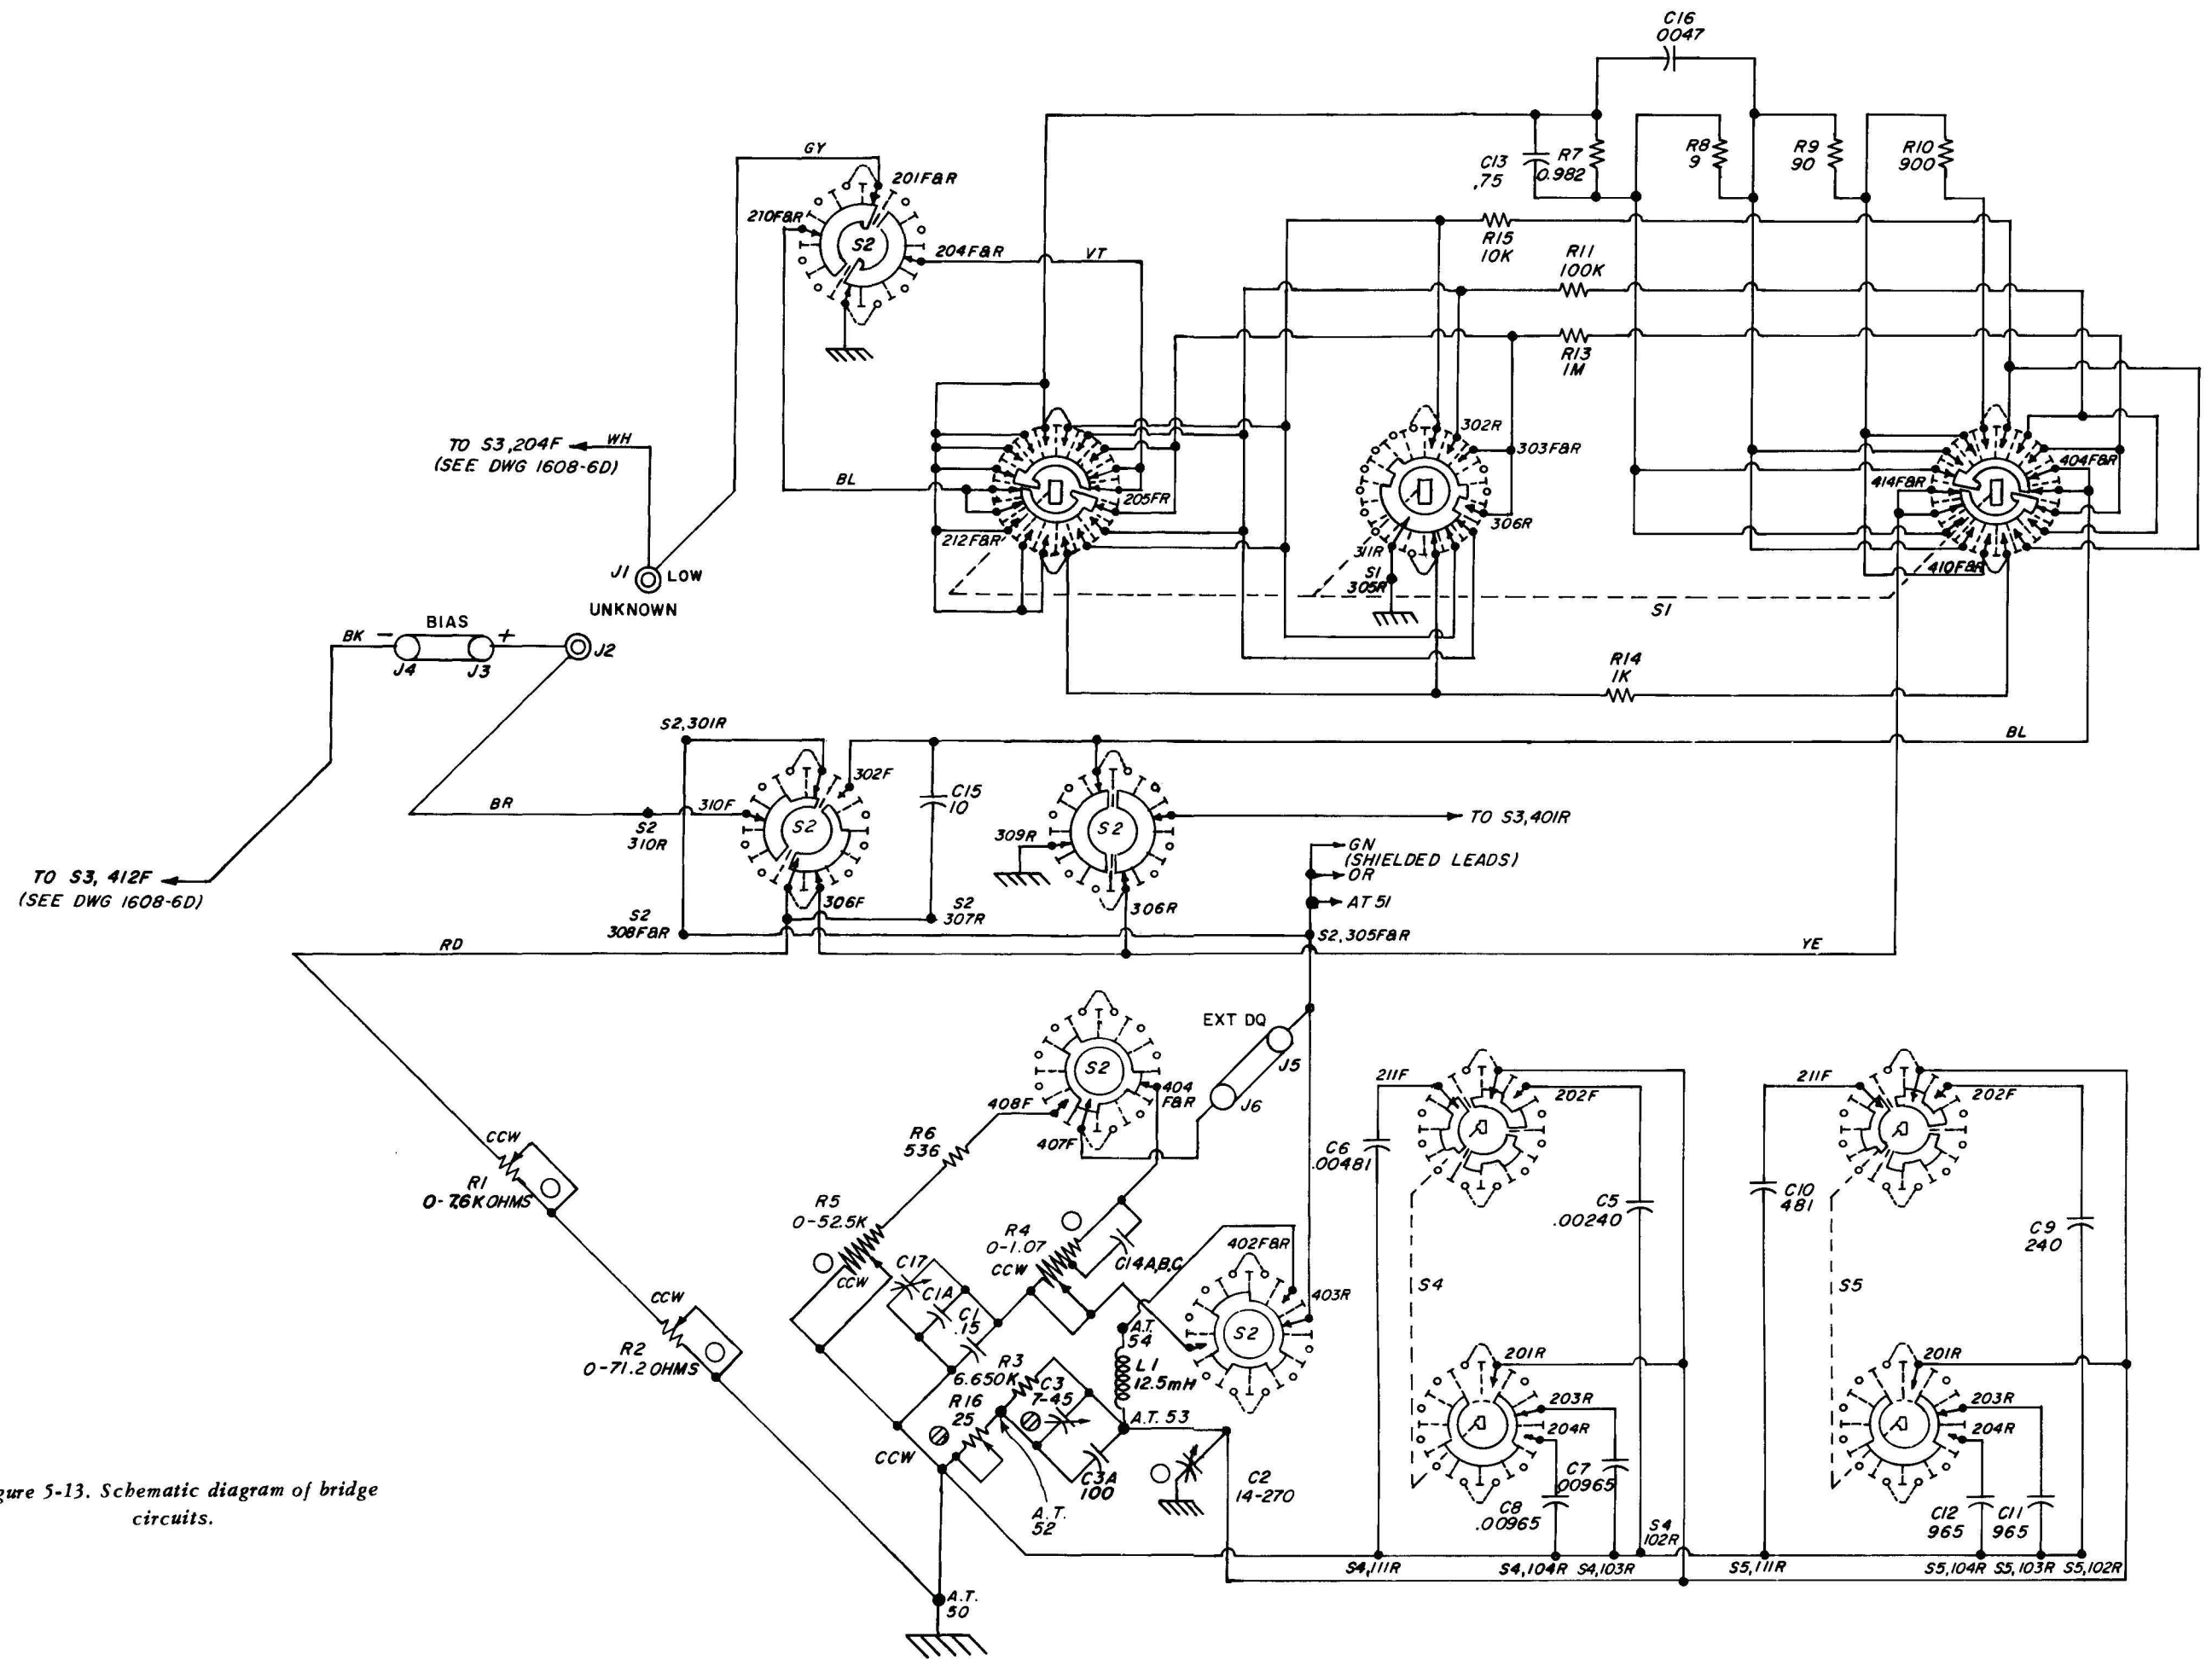 C16
0047
GY
201F&R
210F&R
S2
204F&R
VT
C13
,75
R7
0.982
R8
9
R9
90
R10
900
R15
10K
R11
100K
R13
1M
TO S3,204F
WH
(SEE DWG 1608-6D)
BL
205FR
212F&R
302R
303F&R
306R
311R
S1
305R
404F&R
414F&R
410F&R
S1
J1
LOW
UNKNOWN
BIAS
BK
-
+
J4
J3
J2
R14
1K
S2,301R
302F
BL
BR
S2
310R
310F
S2
C15
10
S2
309R
TO S3,401R
GN
(SHIELDED LEADS)
OR
AT 51
TO S3, 412F
(SEE DWG 1608-6D)
306F
S2
307R
306R
S2
308F&R
S2,305F&R
RD
YE
S2
EXT DQ
J5
J6
404
F&R
408F
407F
211F
202F
211F
202F
CCW
R1
0-7.6K OHMS
R6
536
R5
0-52.5K
CCW
R4
0-1.07
CCW
C14A,B,C
C17
C1A
C1
.15
402F&R
403R
S2
C6
.00481
C5
.00240
C10
481
C9
240
S4
S5
CCW
R2
0-71.2 OHMS
A.T.
54
L1
12.5mH
R3
6.650K
C3
7-45
R16
25
CCW
A.T. 53
C3A
100
A.T.
52
C2
14-270
201R
203R
204R
C7
.00965
C8
.00965
S4
102R
201R
203R
204R
C12
965
C11
965
S4,111R
S4,104R
S4,103R
S5,111R
S5,104R
S5,103R
S5,102R
A.T.
50
gure 5-13. Schematic diagram of bridge
circuits.